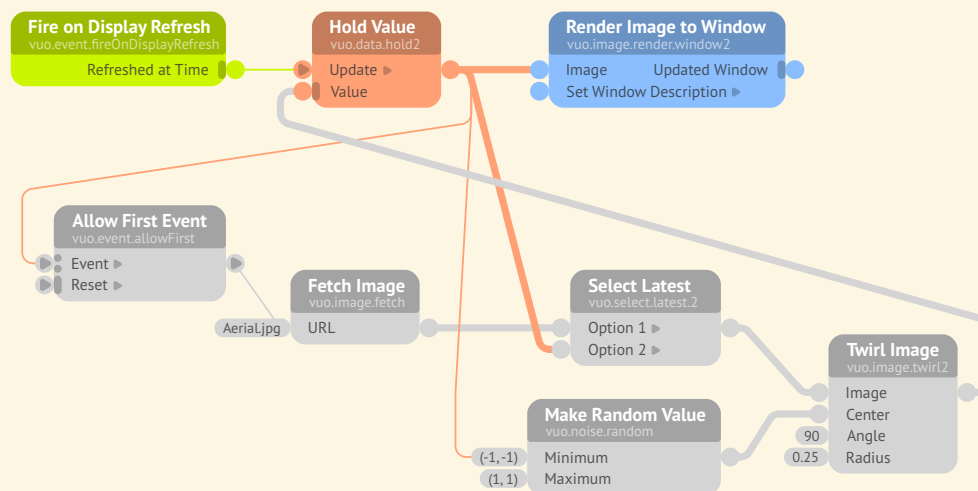 Fire on Display Refresh
vuo.event.fireOnDisplayRefresh
Refreshed at Time
Hold Value
vuo.data.hold2
Update
Value
Render Image to Window
vuo.image.render.window2
Image Updated Window
Set Window Description
Allow First Event
vuo.event.allowFirst
Event
Reset
Fetch Image
vuo.image.fetch
Aerial.jpg URL
Select Latest
vuo.select.latest.2
Option 1
Option 2
Twirl Image
vuo.image.twirl2
Image
Center
90 Angle
0.25 Radius
Make Random Value
vuo.noise.random
(-1,-1) Minimum
(1, 1) Maximum